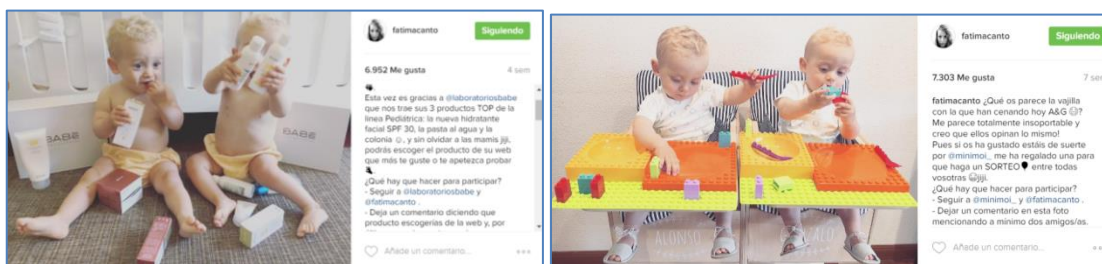 fatimacanto
Siguiendo
6.952 Me gusta
4 sem
Esta vez es gracias a @laboratoriosbabe
que nos trae sus 3 productos TOP de la
línea Pediátrica: la nueva hidratante
facial SPF 30, la pasta al agua y la
colonia ☺, y sin olvidar a las mamis jiji,
podrás escoger el producto de su web
que más te guste o te apetezca probar
¿Qué hay que hacer para participar?
- Seguir a @laboratoriosbabe y
@fatimacanto .
- Deja un comentario diciendo que
producto escogerías de la web y, por
Añade un comentario...
BABÉ
BABÉ
fatimacanto
Siguiendo
7.303 Me gusta
7 sem
fatimacanto ¿Qué os parece la vajilla
con la que han cenando hoy A&G ☺?
Me parece totalmente insoportable y
creo que ellos opinan lo mismo!
Pues si os ha gustado estáis de suerte
por @minimoi_ me ha regalado una para
que haga un SORTEO🎈 entre todas
vosotras jiji.
¿Qué hay que hacer para participar?
- Seguir a @minimoi_ y @fatimacanto .
- Dejar un comentario en esta foto
mencionando a mínimo dos amigos/as.
Añade un comentario...
ALONSO